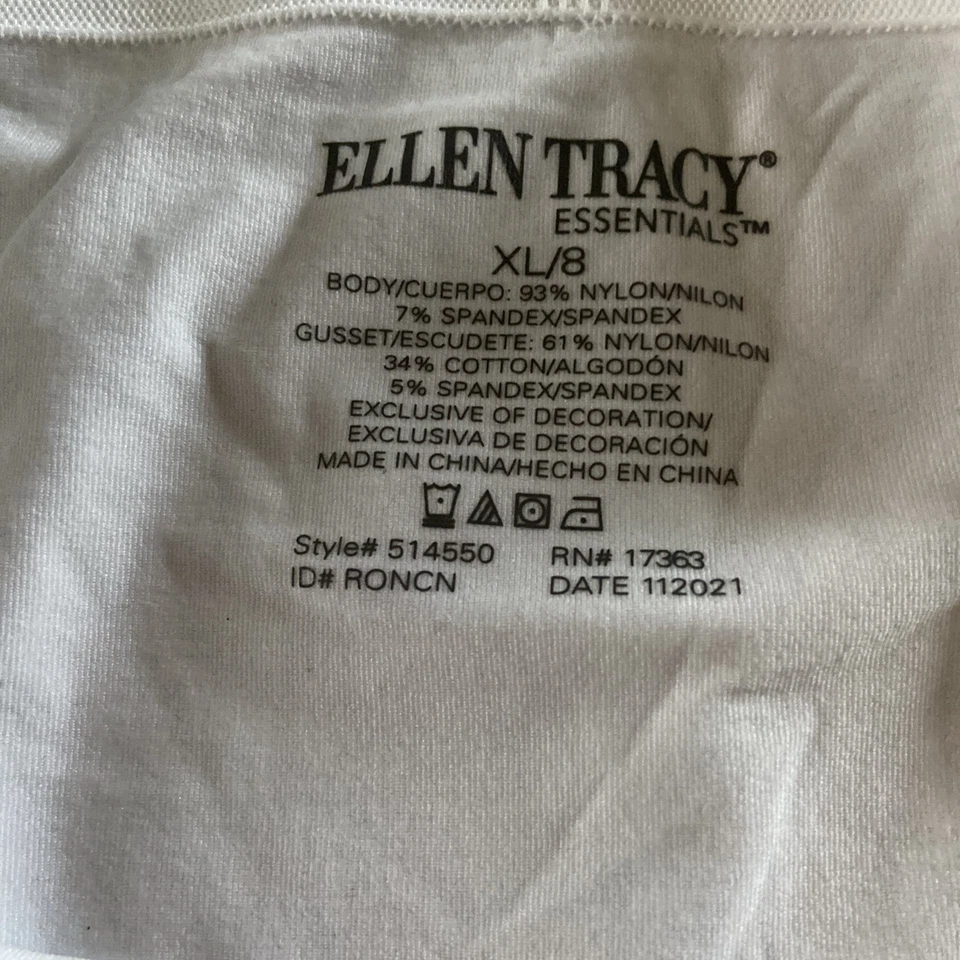 ELLEN TRACY®
ESSENTIALS™
XL/8
BODY/CUERPO: 93% NYLON/NILON
7% SPANDEX/SPANDEX
GUSSET/ESCUDETE: 61% NYLON/NILON
34% COTTON/ALGODÓN
5% SPANDEX/SPANDEX
EXCLUSIVE OF DECORATION/
EXCLUSIVA DE DECORACIÓN
MADE IN CHINA/HECHO EN CHINA
Style# 514550 RN# 17363
ID# RONCN DATE 112021